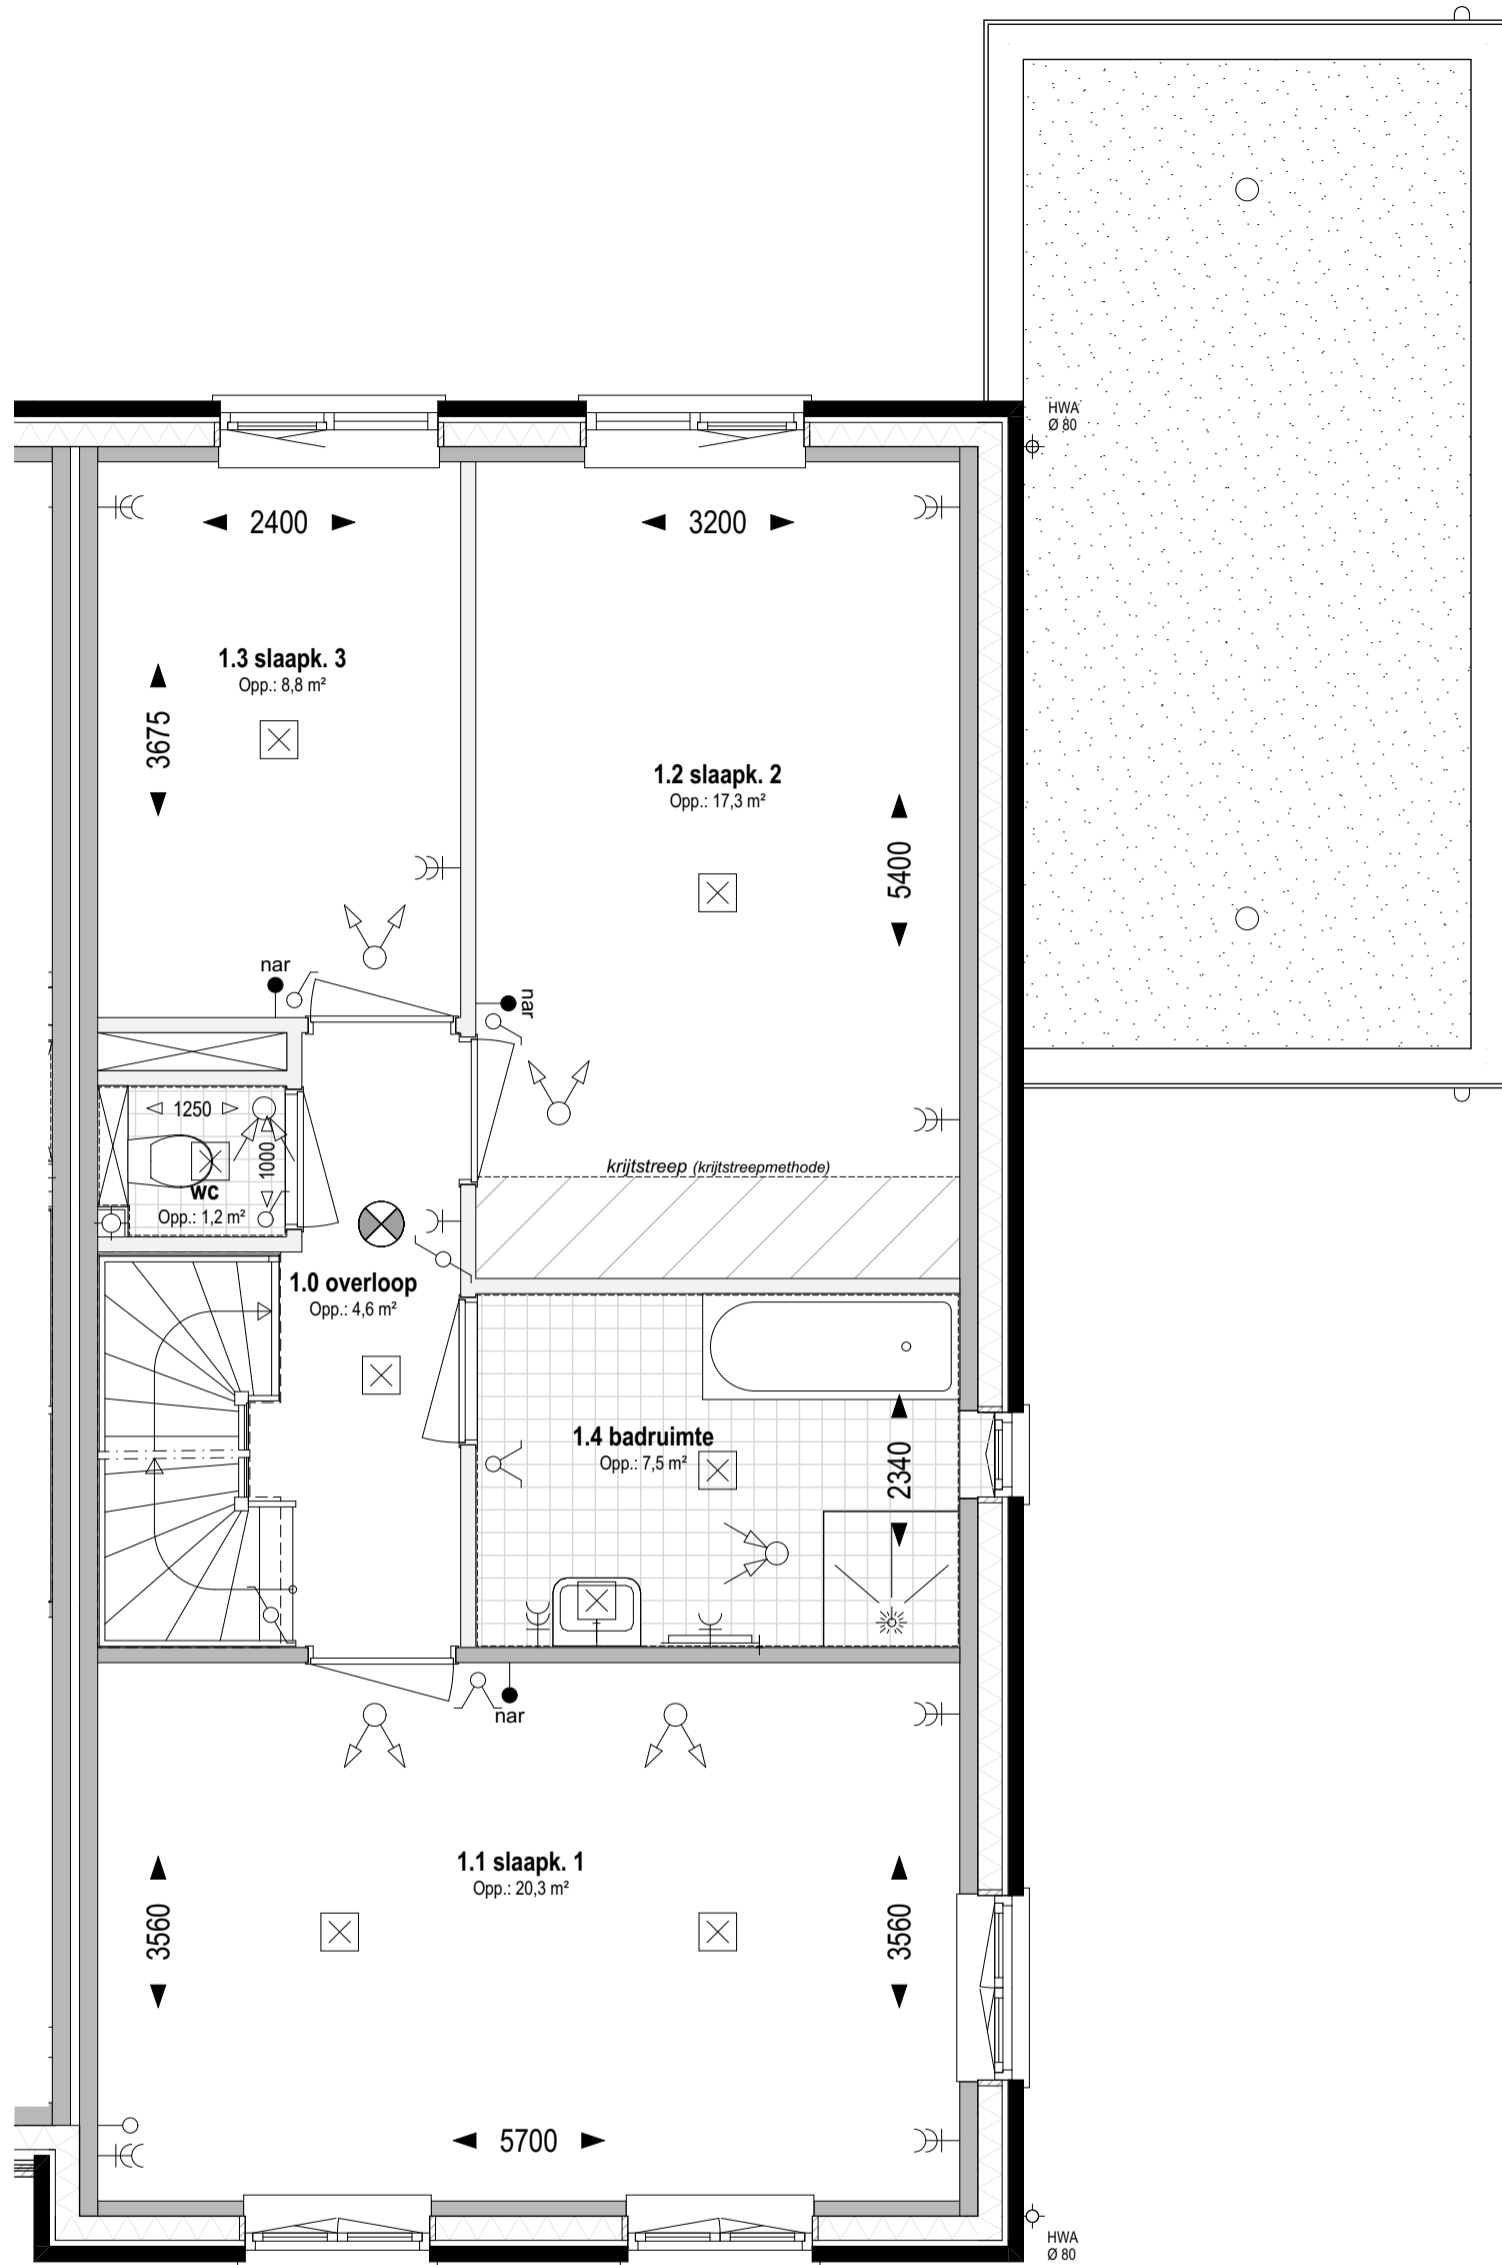 HWA
Ø 80
2400
3200
1.3 slaapk. 3
Opp.: 8,8 m²
3675
1.2 slaapk. 2
Opp.: 17,3 m²
5400
nar
nar
1250
1000
krijtstreep (krijtstreepmethode)
wc
Opp.: 1,2 m²
1.0 overloop
Opp.: 4,6 m²
1.4 badruimte
Opp.: 7,5 m²
2340
nar
1.1 slaapk. 1
Opp.: 20,3 m²
3560
3560
5700
HWA
Ø 80